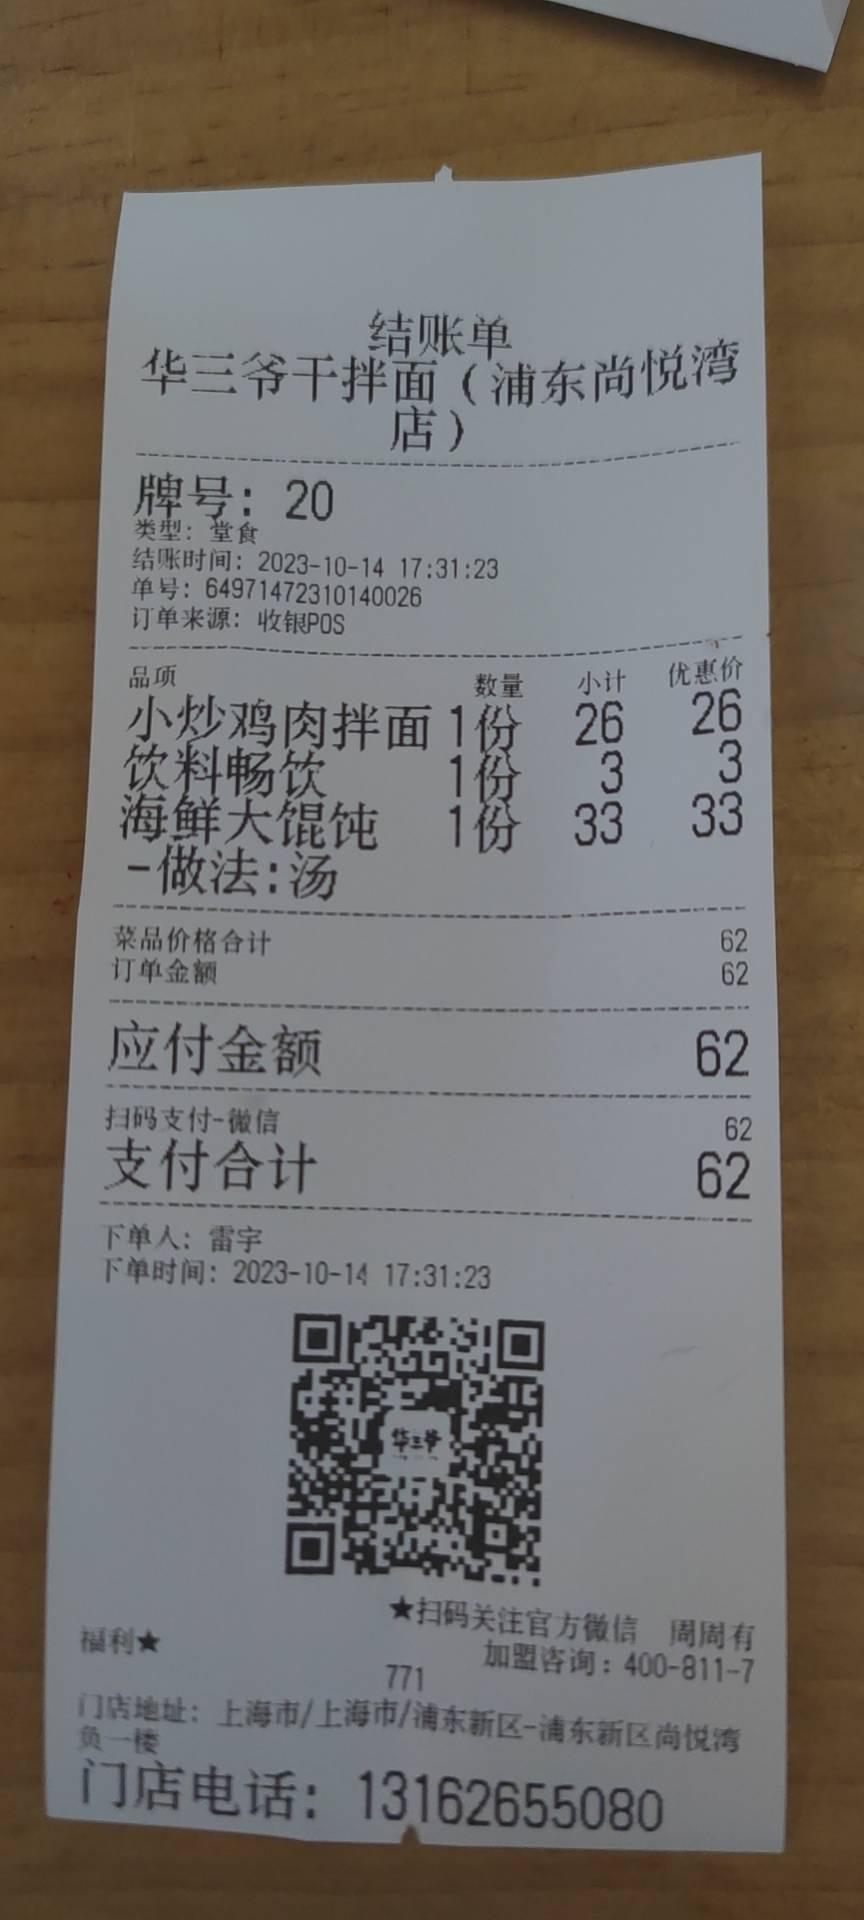 结账单
华三爷干拌面（浦东尚悦湾
店）
牌号：20
类型：堂食
结账时间：2023-10-14 17:31:23
单号：64971472310140026
订单来源：收银POS
品项 数量 小计 优惠价
小炒鸡肉拌面 1份 26 26
饮料畅饮 1份 3 3
海鲜大馄饨 1份 33 33
-做法:汤
菜品价格合计 62
订单金额 62
应付金额 62
扫码支付-微信 62
支付合计 62
下单人：雷宇
下单时间：2023-10-14 17:31:23
华三爷
★扫码关注官方微信 周周有
福利★
加盟咨询：400-811-7
771
门店地址：上海市/上海市/浦东新区-浦东新区尚悦湾
负一楼
门店电话：13162655080